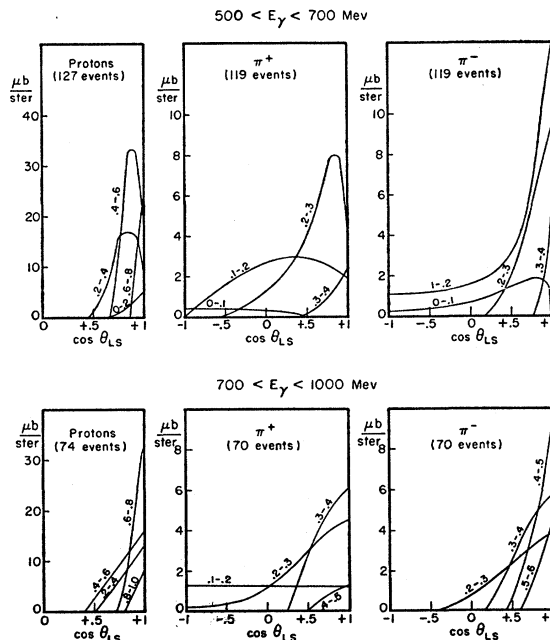 500 < Eγ < 700 Mev
Protons
(127 events)
μb
ster
40
30
20
10
0
.4-.6
.2-.4
0-.2
.6-.8
0
+.5
+1
cos θLS
π+
(119 events)
μb
ster
8
6
4
2
0
.2-.3
.1-.2
0-.1
.3-.4
-1
-.5
0
+.5
+1
cos θLS
π-
(119 events)
μb
ster
8
6
4
2
0
.1-.2
.2-.3
.3-.4
0-.1
-1
-.5
0
+.5
+1
cos θLS
700 < Eγ < 1000 Mev
Protons
(74 events)
μb
ster
30
20
10
0
.6-.8
.4-.6
.2-.4
.8-1.0
0
+.5
+1
cos θLS
π+
(70 events)
μb
ster
6
4
2
0
.3-.4
.2-.3
.1-.2
.4-.5
-1
-.5
0
+.5
+1
cos θLS
π-
(70 events)
μb
ster
8
6
4
2
0
.4-.5
.3-.4
.2-.3
.5-.6
-1
-.5
0
+.5
+1
cos θLS